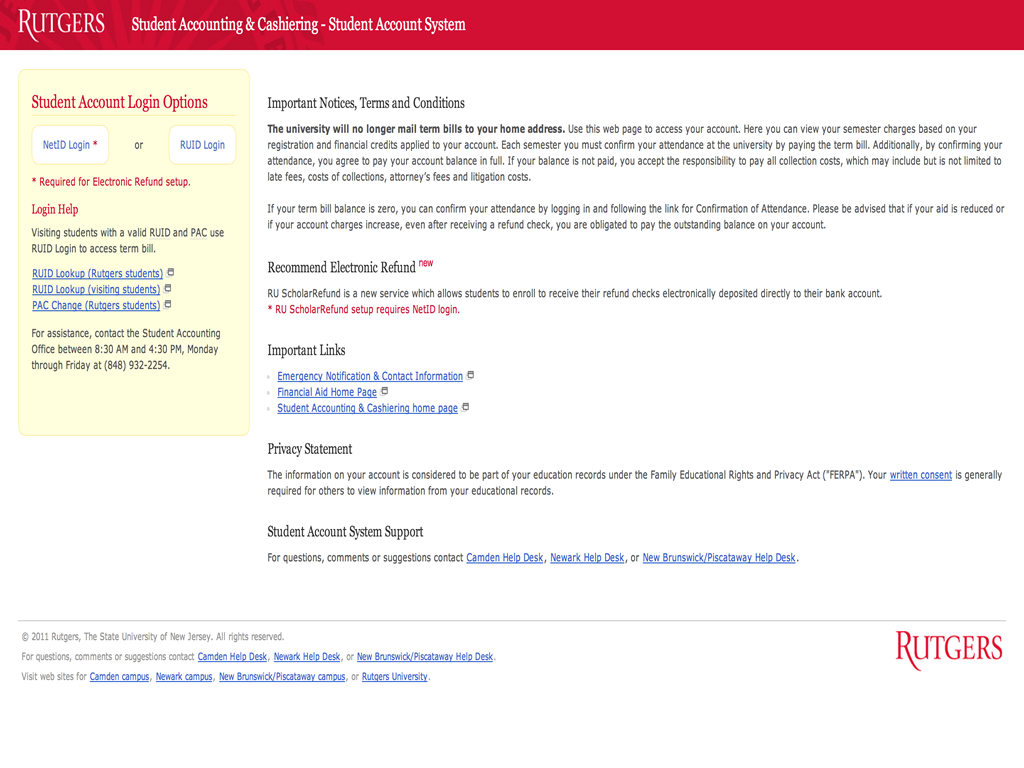 RUTGERS Student Accounting & Cashiering - Student Account System
Student Account Login Options
NetID Login * or RUID Login
* Required for Electronic Refund setup.
Login Help
Visiting students with a valid RUID and PAC use
RUID Login to access term bill.
RUID Lookup (Rutgers students)
RUID Lookup (visiting students)
PAC Change (Rutgers students)
For assistance, contact the Student Accounting
Office between 8:30 AM and 4:30 PM, Monday
through Friday at (848) 932-2254.
Important Notices, Terms and Conditions
The university will no longer mail term bills to your home address. Use this web page to access your account. Here you can view your semester charges based on your
registration and financial credits applied to your account. Each semester you must confirm your attendance at the university by paying the term bill. Additionally, by confirming your
attendance, you agree to pay your account balance in full. If your balance is not paid, you accept the responsibility to pay all collection costs, which may include but is not limited to
late fees, costs of collections, attorney's fees and litigation costs.
If your term bill balance is zero, you can confirm your attendance by logging in and following the link for Confirmation of Attendance. Please be advised that if your aid is reduced or
if your account charges increase, even after receiving a refund check, you are obligated to pay the outstanding balance on your account.
Recommend Electronic Refund new
RU ScholarRefund is a new service which allows students to enroll to receive their refund checks electronically deposited directly to their bank account.
* RU ScholarRefund setup requires NetID login.
Important Links
Emergency Notification & Contact Information
Financial Aid Home Page
Student Accounting & Cashiering home page
Privacy Statement
The information on your account is considered to be part of your education records under the Family Educational Rights and Privacy Act ("FERPA"). Your written consent is generally
required for others to view information from your educational records.
Student Account System Support
For questions, comments or suggestions contact Camden Help Desk, Newark Help Desk, or New Brunswick/Piscataway Help Desk.
© 2011 Rutgers, The State University of New Jersey. All rights reserved.
For questions, comments or suggestions contact Camden Help Desk, Newark Help Desk, or New Brunswick/Piscataway Help Desk.
Visit web sites for Camden campus, Newark campus, New Brunswick/Piscataway campus, or Rutgers University.
RUTGERS